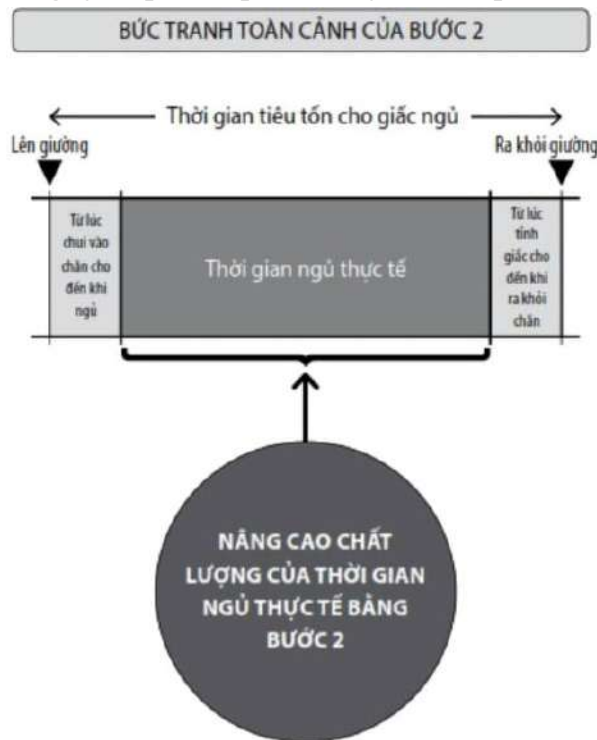 BỨC TRANH TOÀN CẢNH CỦA BƯỚC 2
Thời gian tiêu tốn cho giấc ngủ
Lên giường
Ra khỏi giường
Từ lúc
chui vào
chăn cho
đến khi
ngủ
Thời gian ngủ thực tế
Từ lúc
tỉnh
giấc cho
đến khi
ra khỏi
chăn
NÂNG CAO CHẤT
LƯỢNG CỦA THỜI GIAN
NGỦ THỰC TẾ BẰNG
BƯỚC 2